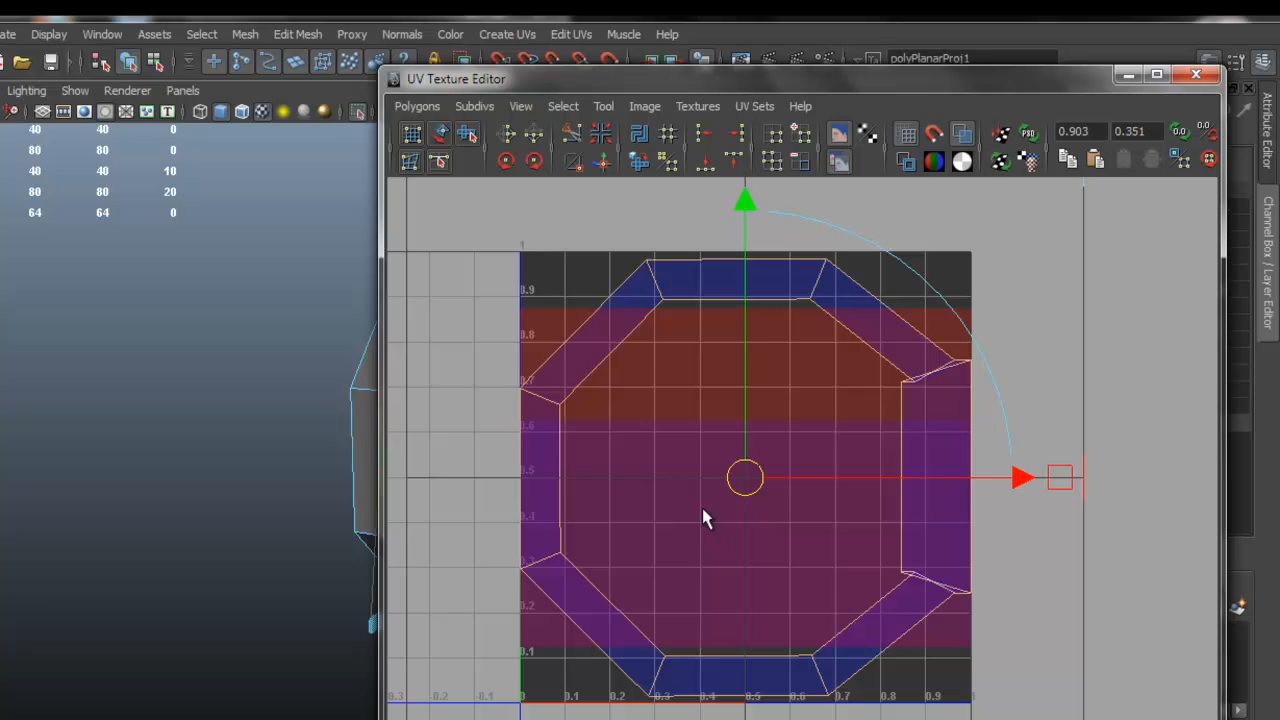 ate Display Window Assets Select Mesh Edit Mesh Proxy Normals Color Create UVs Edit UVs Muscle Help
polyPlanarProj1
UV Texture Editor
Lighting Show Renderer Panels
Polygons Subdivs View Select Tool Image Textures UV Sets Help
0.903 0.351
40 40 0
80 80 0
40 40 10
80 80 20
64 64 0
Attribute Editor
Channel Box / Layer Editor
1
0.9
0.8
0.7
0.6
0.5
0.4
0.3
0.2
0.1
0.3 -0.2 -0.1 0 0.1 0.2 0.3 0.4 0.5 0.6 0.7 0.8 0.9